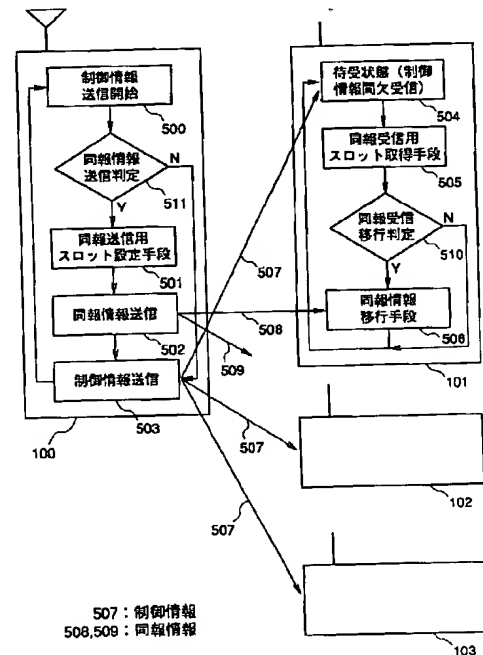 制御情報
送信開始
500
同報情報
送信判定
N
511
Y
同報送信用
スロット設定手段
501
同報情報送信
502
制御情報送信
503
100
待受状態(制御
情報間欠受信)
504
同報受信用
スロット取得手段
505
同報受信
移行判定
N
510
Y
同報情報
移行手段
506
101
507
508
509
507
102
507
103
507:制御情報
508,509:同報情報